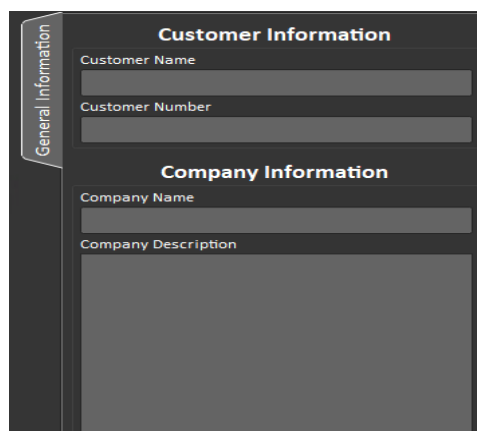 General Information
Customer Information
Customer Name
Customer Number
Company Information
Company Name
Company Description